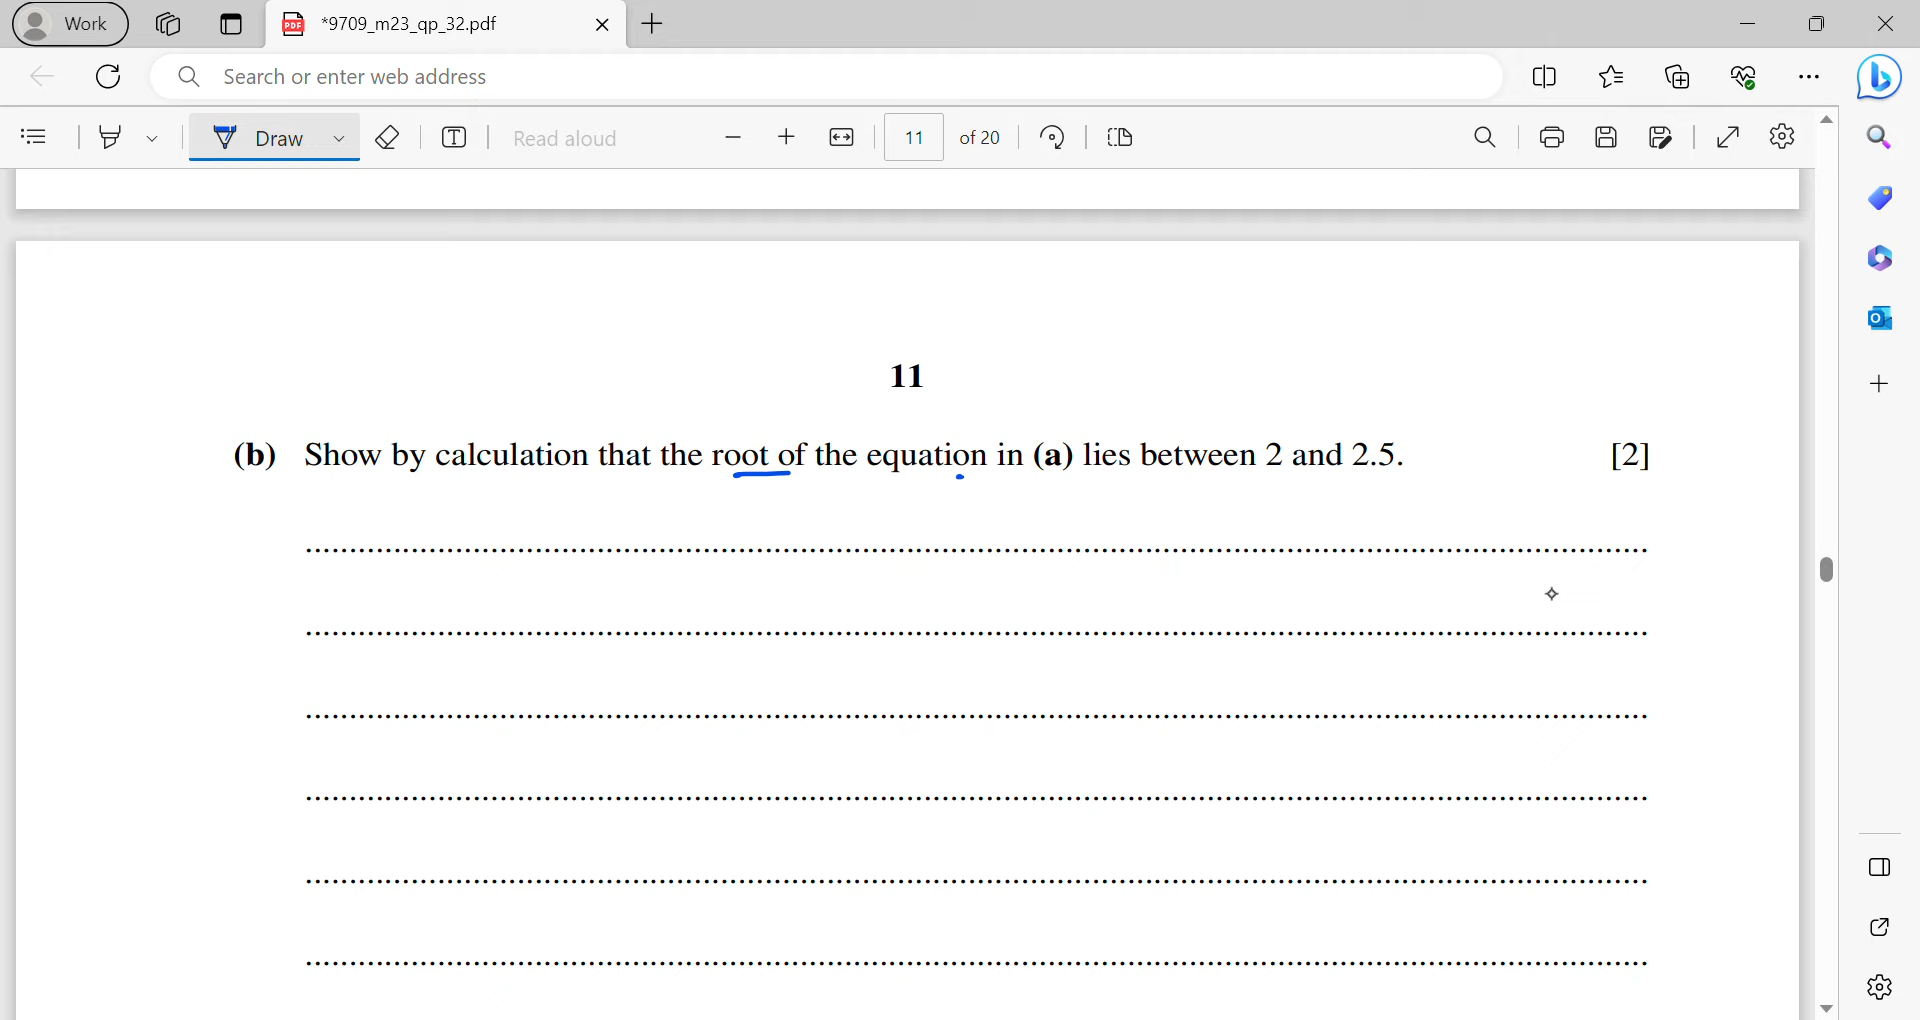 Work
*9709_m23_qp_32.pdf
Search or enter web address
Draw
Read aloud
11
of 20
11
(b) Show by calculation that the root of the equation in (a) lies between 2 and 2.5. [2]